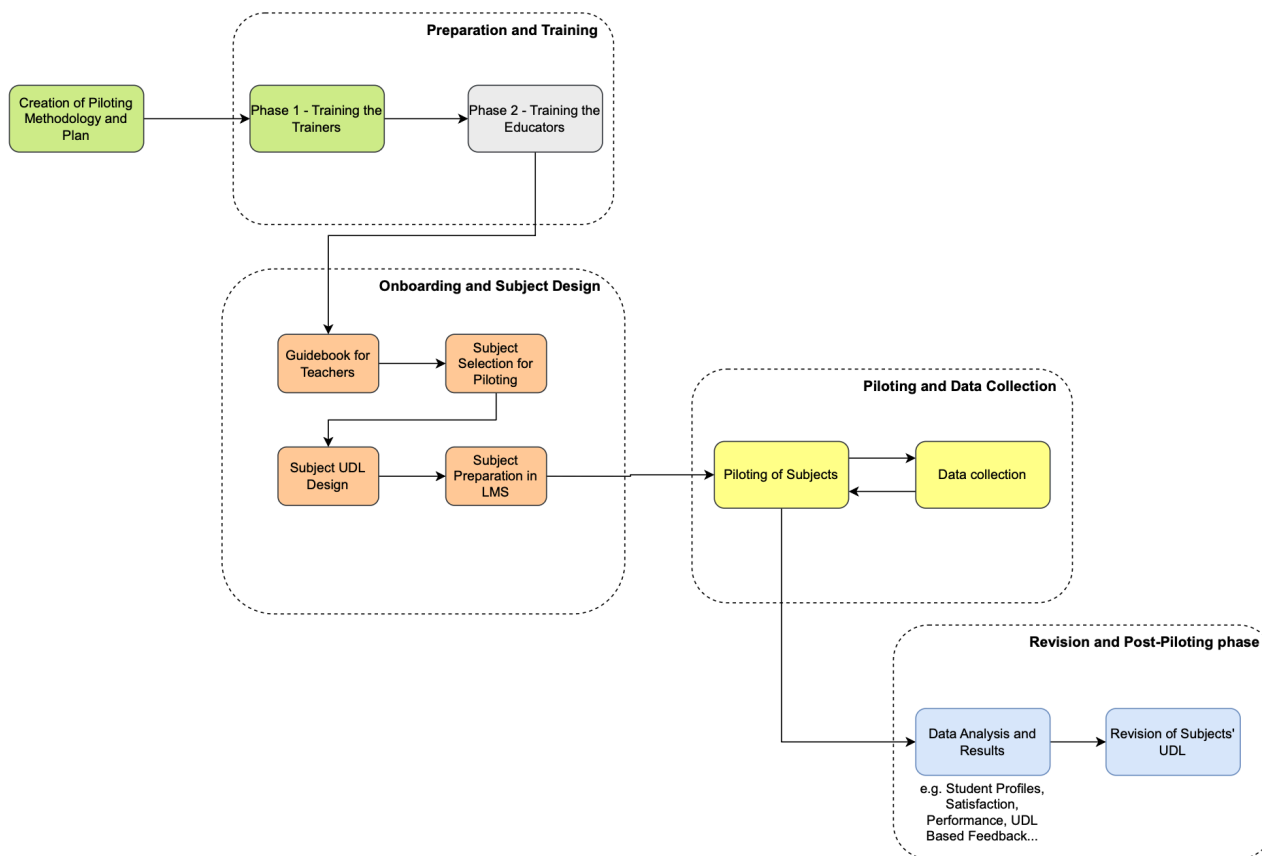 Preparation and Training
Creation of Piloting
Methodology and
Plan
Phase 1 - Training the
Trainers
Phase 2 - Training the
Educators
Onboarding and Subject Design
Guidebook for
Teachers
Subject
Selection for
Piloting
Subject UDL
Design
Subject
Preparation in
LMS
Piloting and Data Collection
Piloting of Subjects
Data collection
Revision and Post-Piloting phase
Data Analysis and
Results
e.g. Student Profiles,
Satisfaction,
Performance, UDL
Based Feedback...
Revision of Subjects'
UDL